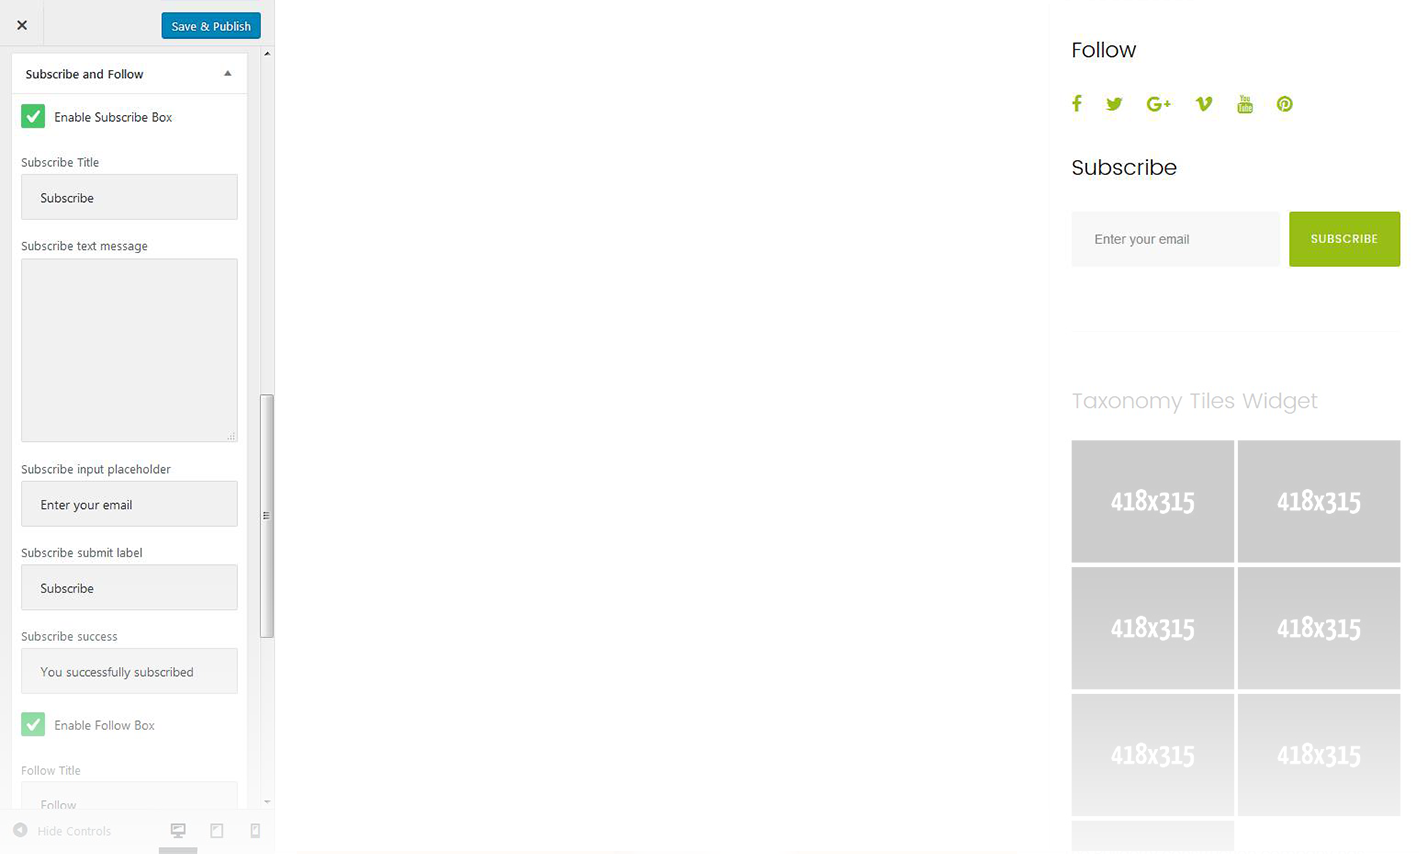 Save & Publish
Subscribe and Follow
Enable Subscribe Box
Subscribe Title
Subscribe
Subscribe text message
Subscribe input placeholder
Enter your email
Subscribe submit label
Subscribe
Subscribe success
You successfully subscribed
Enable Follow Box
Follow Title
Follow
Hide Controls
Follow
Subscribe
Enter your email
SUBSCRIBE
Taxonomy Tiles Widget
418x315
418x315
418x315
418x315
418x315
418x315